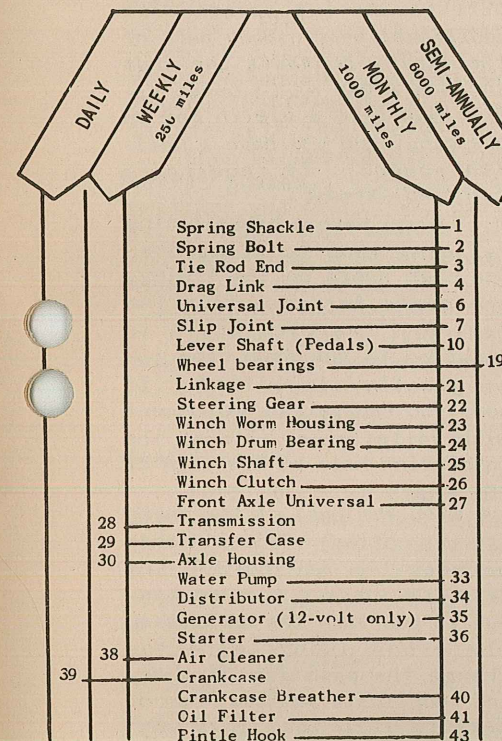 DAILY
WEEKLY
250 miles
MONTHLY
1000 miles
SEMI-ANNUALLY
6000 miles
Spring Shackle 1
Spring Bolt 2
Tie Rod End 3
Drag Link 4
Universal Joint 6
Slip Joint 7
Lever Shaft (Pedals) 10
Wheel bearings 19
Linkage 21
Steering Gear 22
Winch Worm Housing 23
Winch Drum Bearing 24
Winch Shaft 25
Winch Clutch 26
Front Axle Universal 27
28 Transmission
29 Transfer Case
30 Axle Housing
Water Pump 33
Distributor 34
Generator (12-volt only) 35
Starter 36
38 Air Cleaner
39 Crankcase
Crankcase Breather 40
Oil Filter 41
Pintle Hook 43